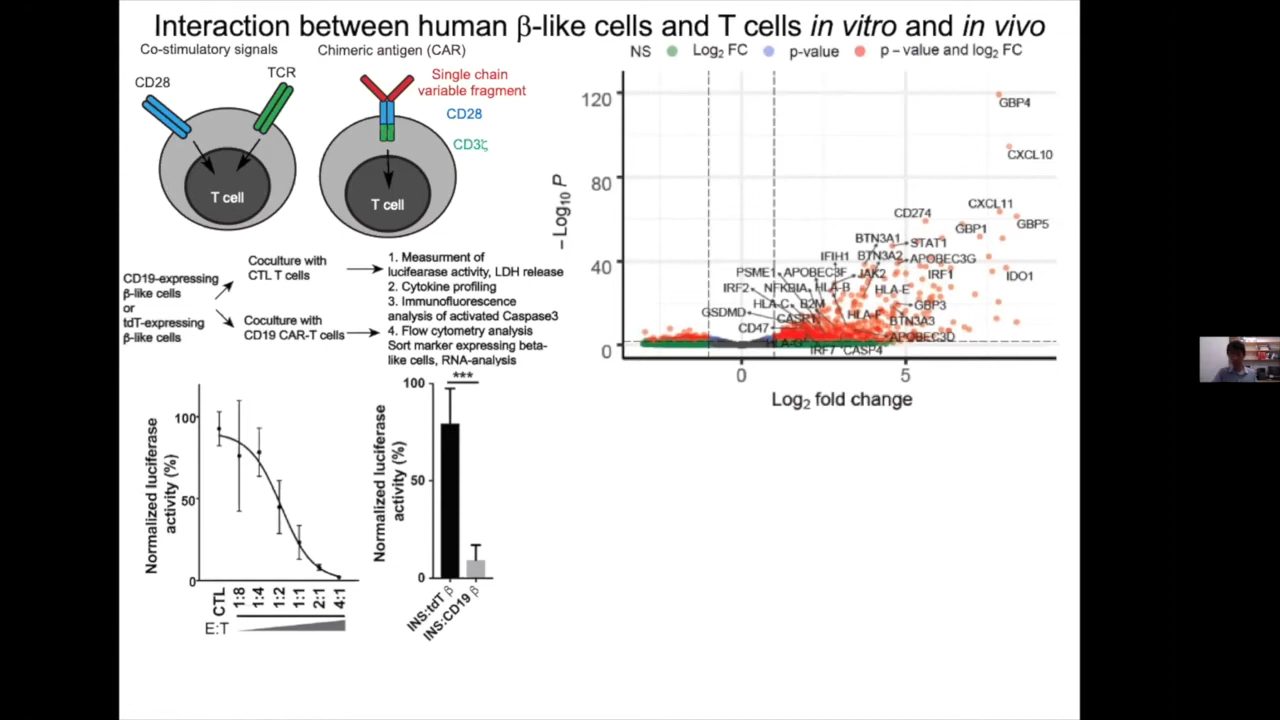 Interaction between human β-like cells and T cells in vitro and in vivo
Co-stimulatory signals
Chimeric antigen (CAR)
CD28
TCR
Single chain
variable fragment
CD28
CD3ζ
T cell
T cell
CD19-expressing
β-like cells
or
tdT-expressing
β-like cells
Coculture with
CTL T cells
Coculture with
CD19 CAR-T cells
1. Measurment of
lucifearase activity, LDH release
2. Cytokine profiling
3. Immunofluorescence
analysis of activated Caspase3
4. Flow cytometry analysis
Sort marker expressing beta-
like cells, RNA-analysis
NS Log2 FC p-value p – value and log2 FC
120
80
40
0
–Log10 P
0 5
Log2 fold change
GBP4
CXCL10
CXCL11
CD274
GBP5
GBP1
BTN3A1
STAT1
IFIH1
BTN3A2
APOBEC3G
PSME1
APOBEC3F
JAK2
IRF1
IDO1
IRF2
NFKBIA
HLA-B
HLA-E
HLA-C
B2M
GBP3
GSDMD
CASP1
HLA-F
BTN3A3
CD47
APOBEC3D
HLA-G
IRF7
CASP4
Normalized luciferase
activity (%)
100
50
0
CTL
1:8
1:4
1:2
1:1
2:1
4:1
E:T
Normalized luciferase
activity (%)
100
50
0
***
INS:tdT β
INS:CD19 β